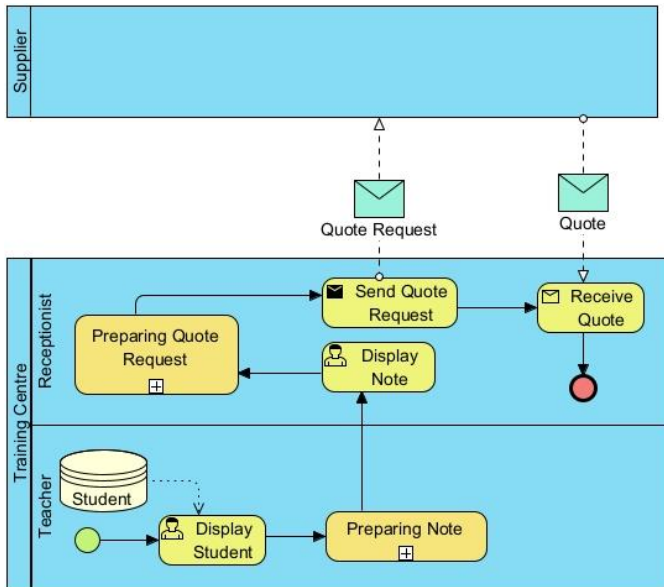 Supplier
Quote Request
Quote
Training Centre
Receptionist
Send Quote
Request
Receive
Quote
Preparing Quote
Request
Display
Note
Teacher
Student
Display
Student
Preparing Note